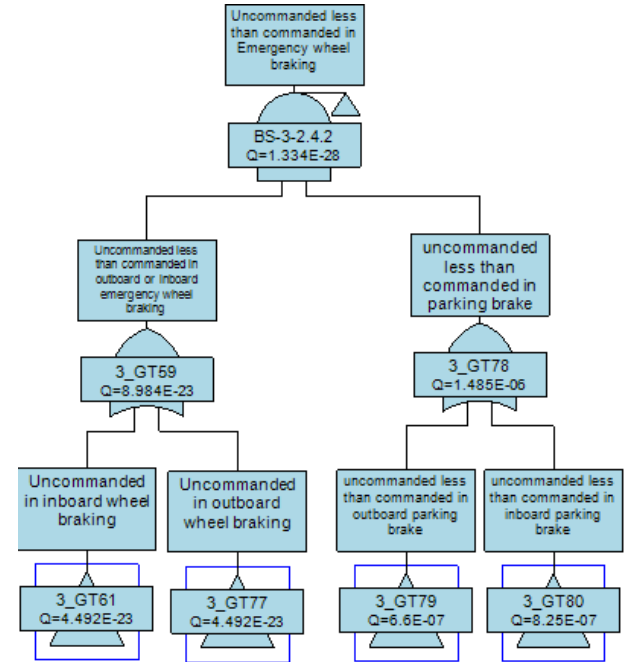 Uncommanded less
than commanded in
Emergency wheel
braking
BS-3-2.4.2
Q=1.334E-28
Uncommanded less
than commanded in
outboard or Inboard
emergency wheel
braking
uncommanded
less than
commanded in
parking brake
3_GT59
Q=8.984E-23
3_GT78
Q=1.485E-06
Uncommanded
in inboard wheel
braking
Uncommanded
in outboard
wheel braking
uncommanded less
than commanded in
outboard parking
brake
uncommanded less
than commanded in
inboard parking
brake
3_GT61
Q=4.492E-23
3_GT77
Q=4.492E-23
3_GT79
Q=6.6E-07
3_GT80
Q=8.25E-07